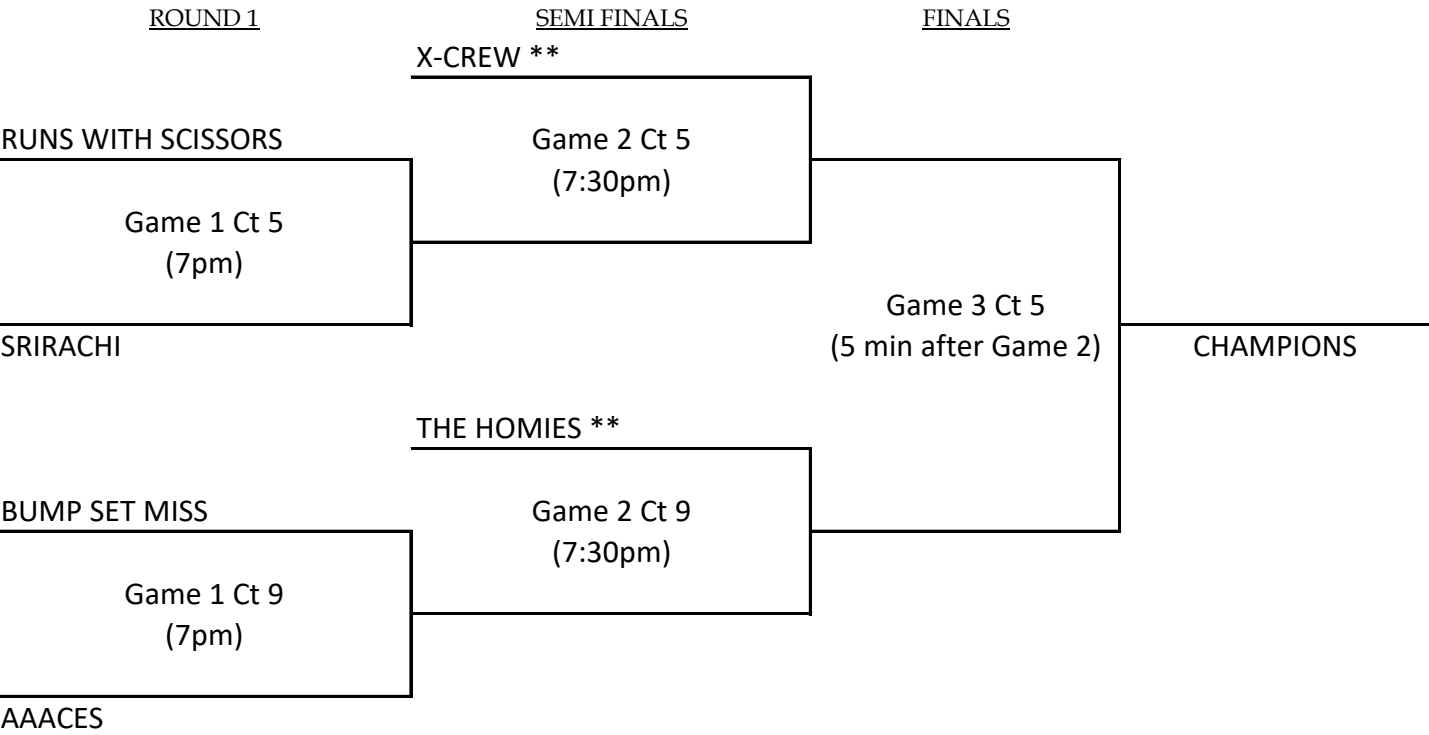 ROUND 1
SEMI FINALS
FINALS
X-CREW **
RUNS WITH SCISSORS
Game 2 Ct 5
(7:30pm)
Game 1 Ct 5
(7pm)
Game 3 Ct 5
(5 min after Game 2)
SRIRACHI
CHAMPIONS
THE HOMIES **
BUMP SET MISS
Game 2 Ct 9
(7:30pm)
Game 1 Ct 9
(7pm)
AAACES